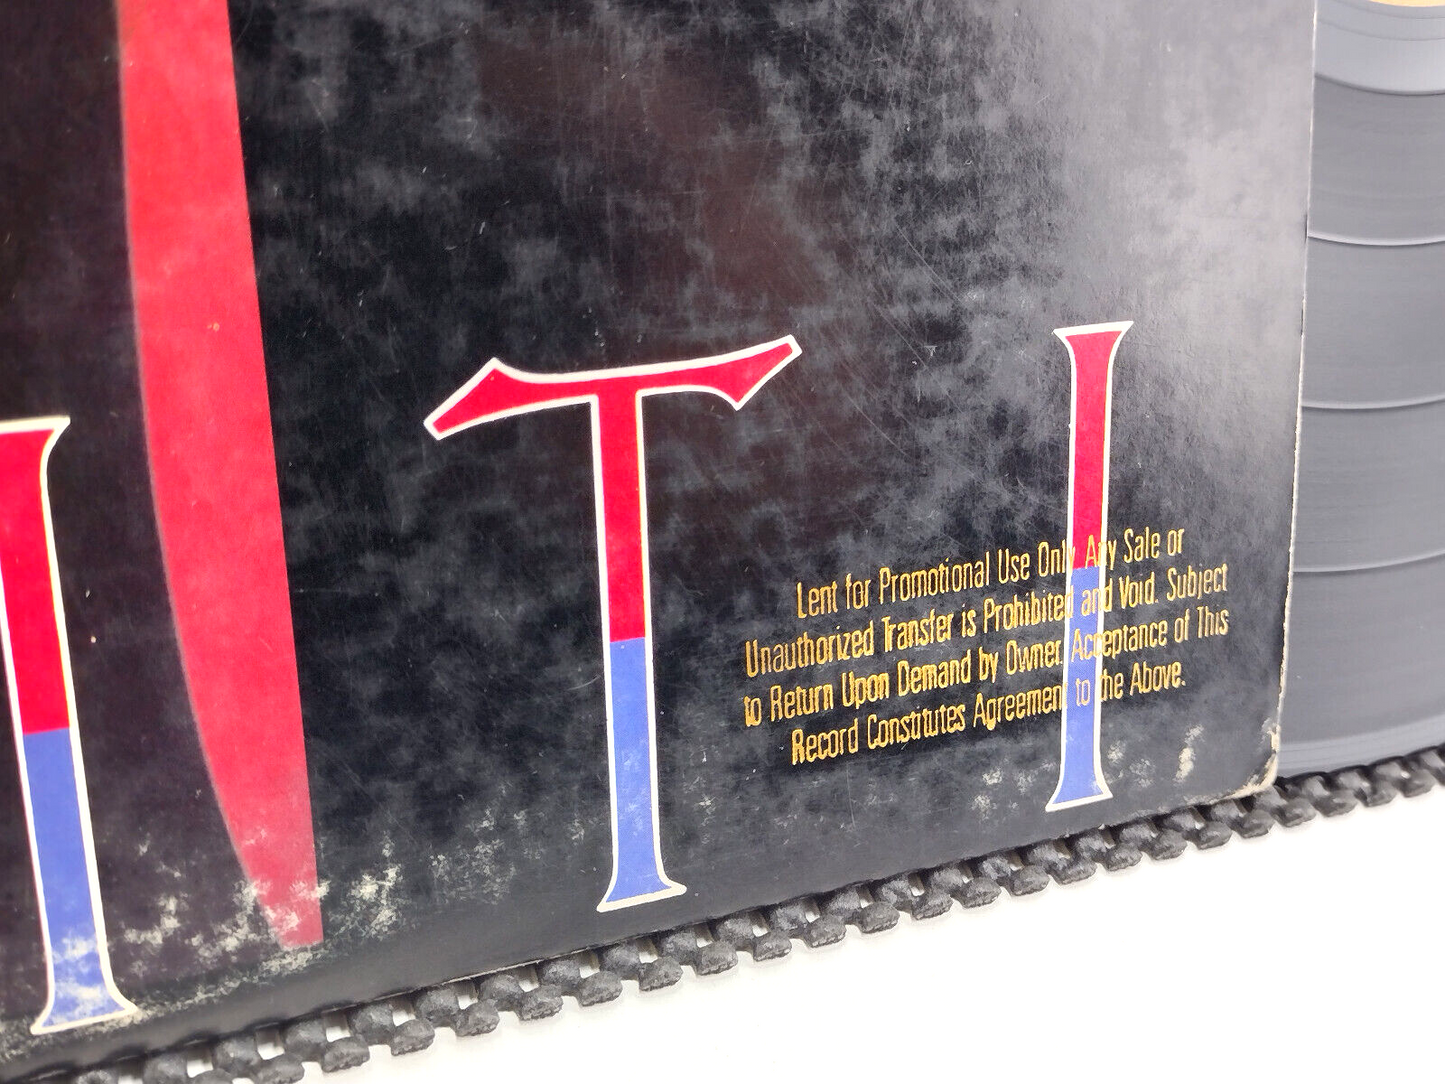 T I
Lent for Promotional Use Only Any Sale or
Unauthorized Transfer is Prohibited and Void. Subject
to Return Upon Demand by Owner. Acceptance of This
Record Constitutes Agreement to the Above.